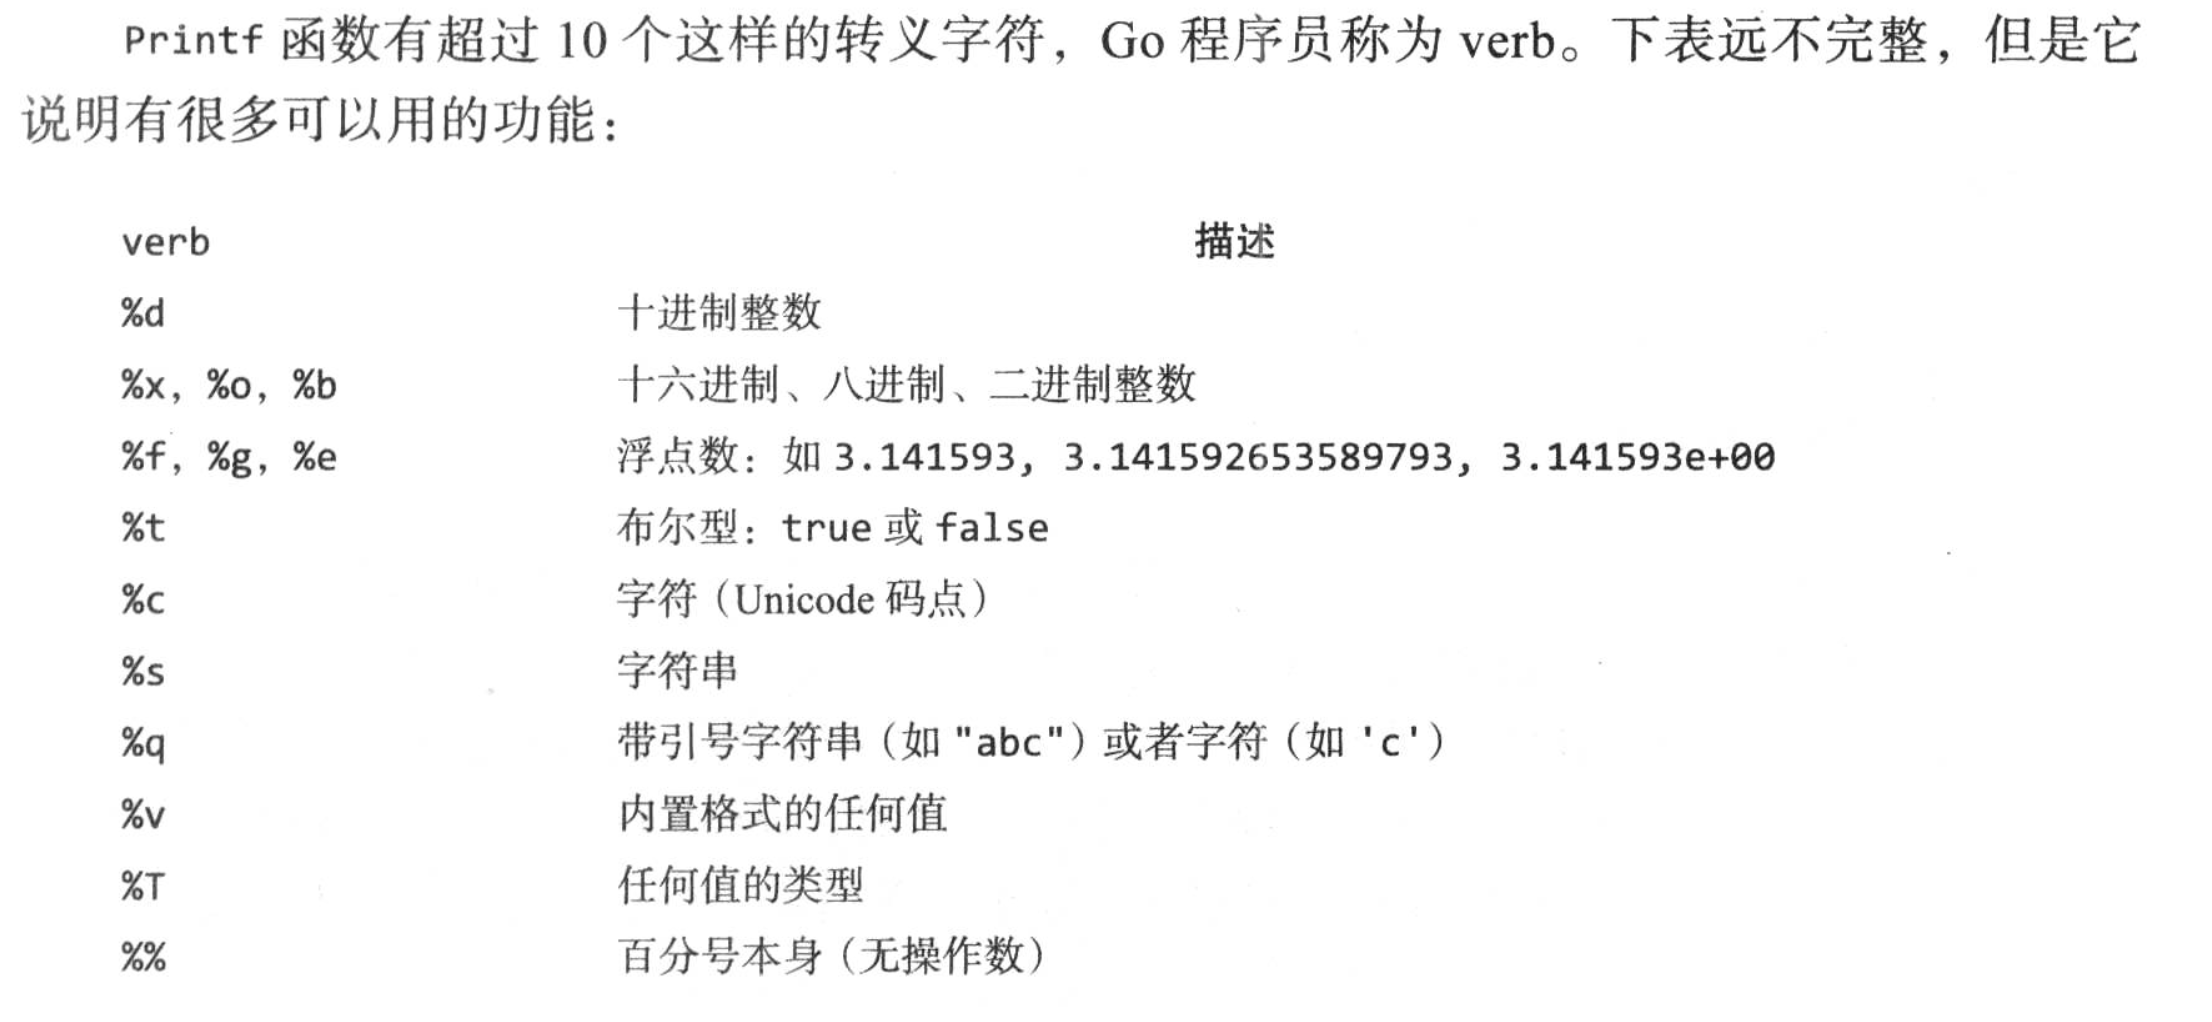 Printf 函数有超过 10 个这样的转义字符，Go 程序员称为 verb。下表远不完整，但是它
说明有很多可以用的功能：
verb 描述
%d 十进制整数
%x, %o, %b 十六进制、八进制、二进制整数
%f, %g, %e 浮点数：如 3.141593, 3.141592653589793, 3.141593e+00
%t 布尔型：true 或 false
%c 字符（Unicode 码点）
%s 字符串
%q 带引号字符串（如 "abc"）或者字符（如 'c'）
%v 内置格式的任何值
%T 任何值的类型
%% 百分号本身（无操作数）